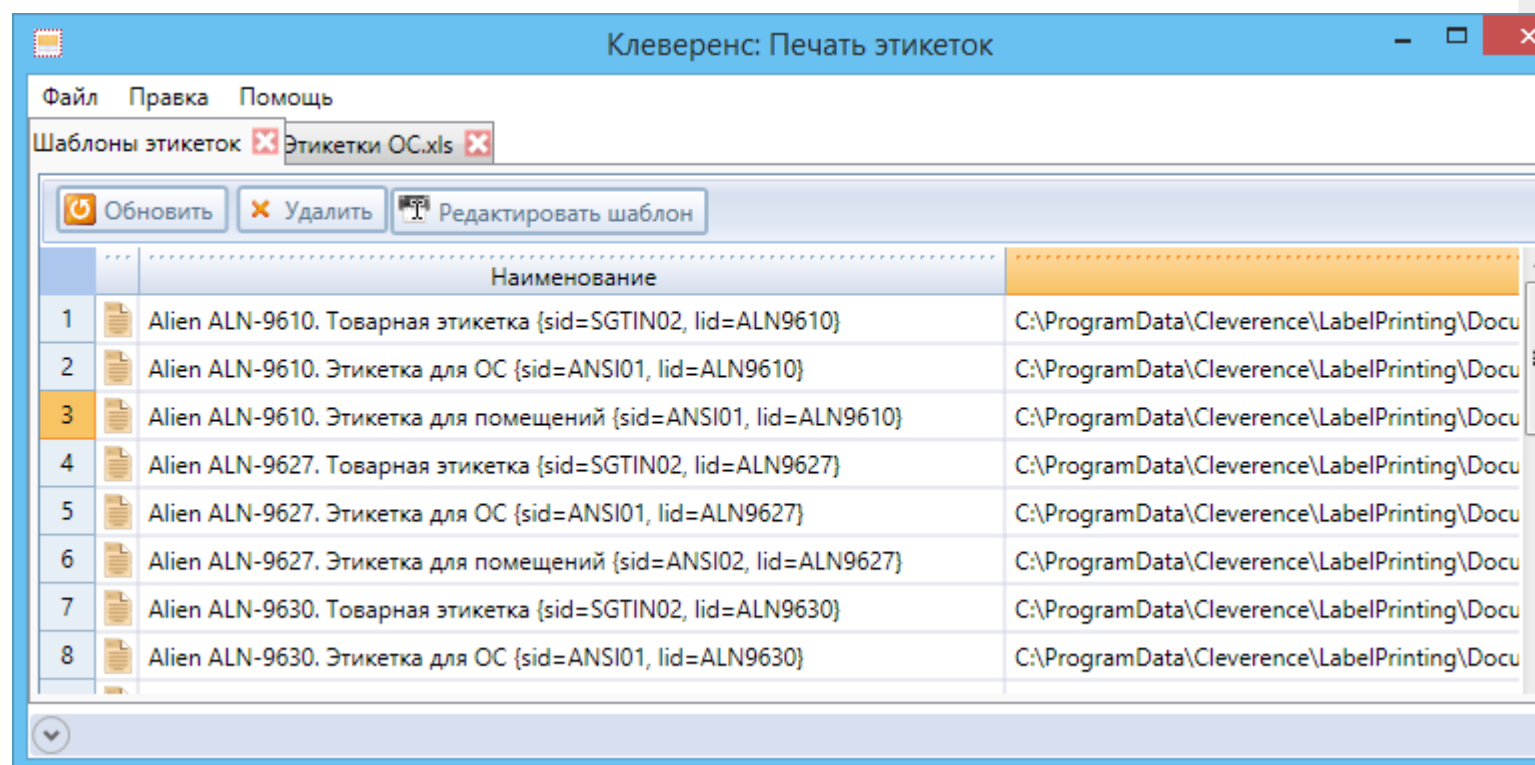 Клеверенс: Печать этикеток
Файл Правка Помощь
Шаблоны этикеток Этикетки ОС.xls
Обновить Удалить Редактировать шаблон
Наименование
1 Alien ALN-9610. Товарная этикетка {sid=SGTIN02, lid=ALN9610} C:\ProgramData\Cleverence\LabelPrinting\Docu
2 Alien ALN-9610. Этикетка для ОС {sid=ANSI01, lid=ALN9610} C:\ProgramData\Cleverence\LabelPrinting\Docu
3 Alien ALN-9610. Этикетка для помещений {sid=ANSI01, lid=ALN9610} C:\ProgramData\Cleverence\LabelPrinting\Docu
4 Alien ALN-9627. Товарная этикетка {sid=SGTIN02, lid=ALN9627} C:\ProgramData\Cleverence\LabelPrinting\Docu
5 Alien ALN-9627. Этикетка для ОС {sid=ANSI01, lid=ALN9627} C:\ProgramData\Cleverence\LabelPrinting\Docu
6 Alien ALN-9627. Этикетка для помещений {sid=ANSI02, lid=ALN9627} C:\ProgramData\Cleverence\LabelPrinting\Docu
7 Alien ALN-9630. Товарная этикетка {sid=SGTIN02, lid=ALN9630} C:\ProgramData\Cleverence\LabelPrinting\Docu
8 Alien ALN-9630. Этикетка для ОС {sid=ANSI01, lid=ALN9630} C:\ProgramData\Cleverence\LabelPrinting\Docu